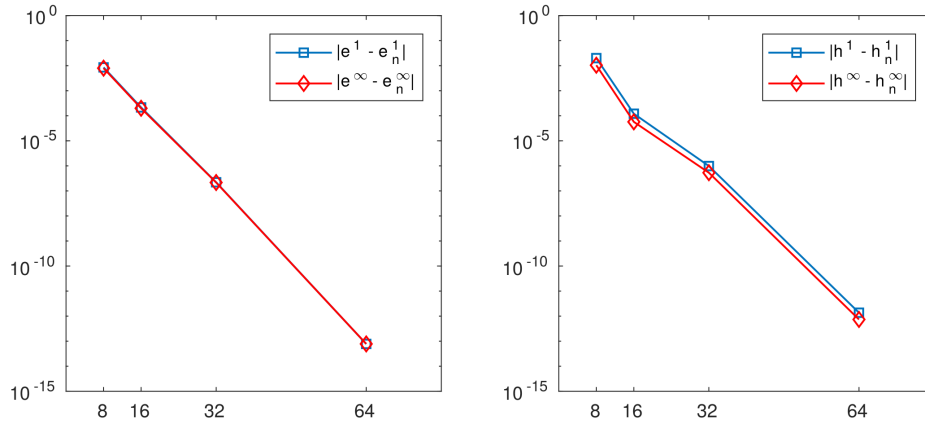 10^0
10^-5
10^-10
10^-15
8 16 32 64
|e^1 - e_n^1|
|e^∞ - e_n^∞|
10^0
10^-5
10^-10
10^-15
8 16 32 64
|h^1 - h_n^1|
|h^∞ - h_n^∞|